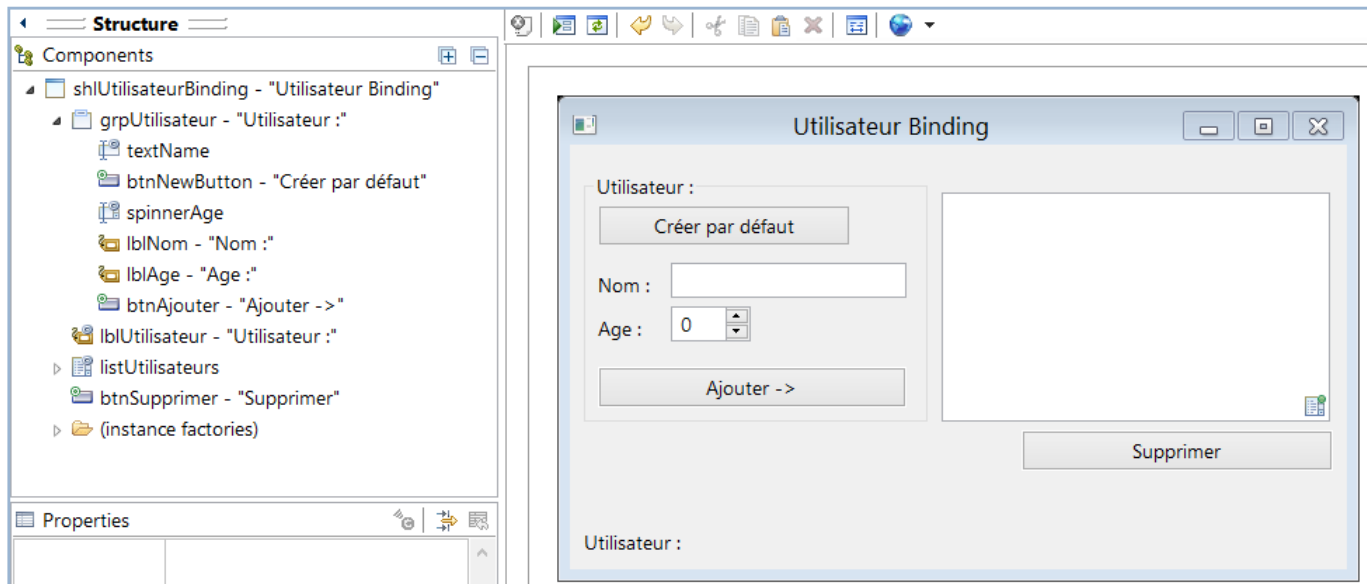 Structure
Components
shlUtilisateurBinding - "Utilisateur Binding"
grpUtilisateur - "Utilisateur :"
textName
btnNewButton - "Créer par défaut"
spinnerAge
lblNom - "Nom :"
lblAge - "Age :"
btnAjouter - "Ajouter ->"
lblUtilisateur - "Utilisateur :"
listUtilisateurs
btnSupprimer - "Supprimer"
(instance factories)
Properties
Utilisateur Binding
Utilisateur :
Créer par défaut
Nom :
Age :
0
Ajouter ->
Supprimer
Utilisateur :